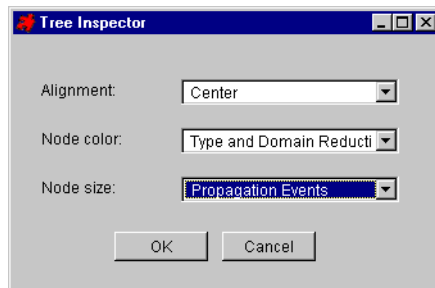 Tree Inspector
Alignment: Center
Node color: Type and Domain Reducti
Node size: Propagation Events
OK Cancel